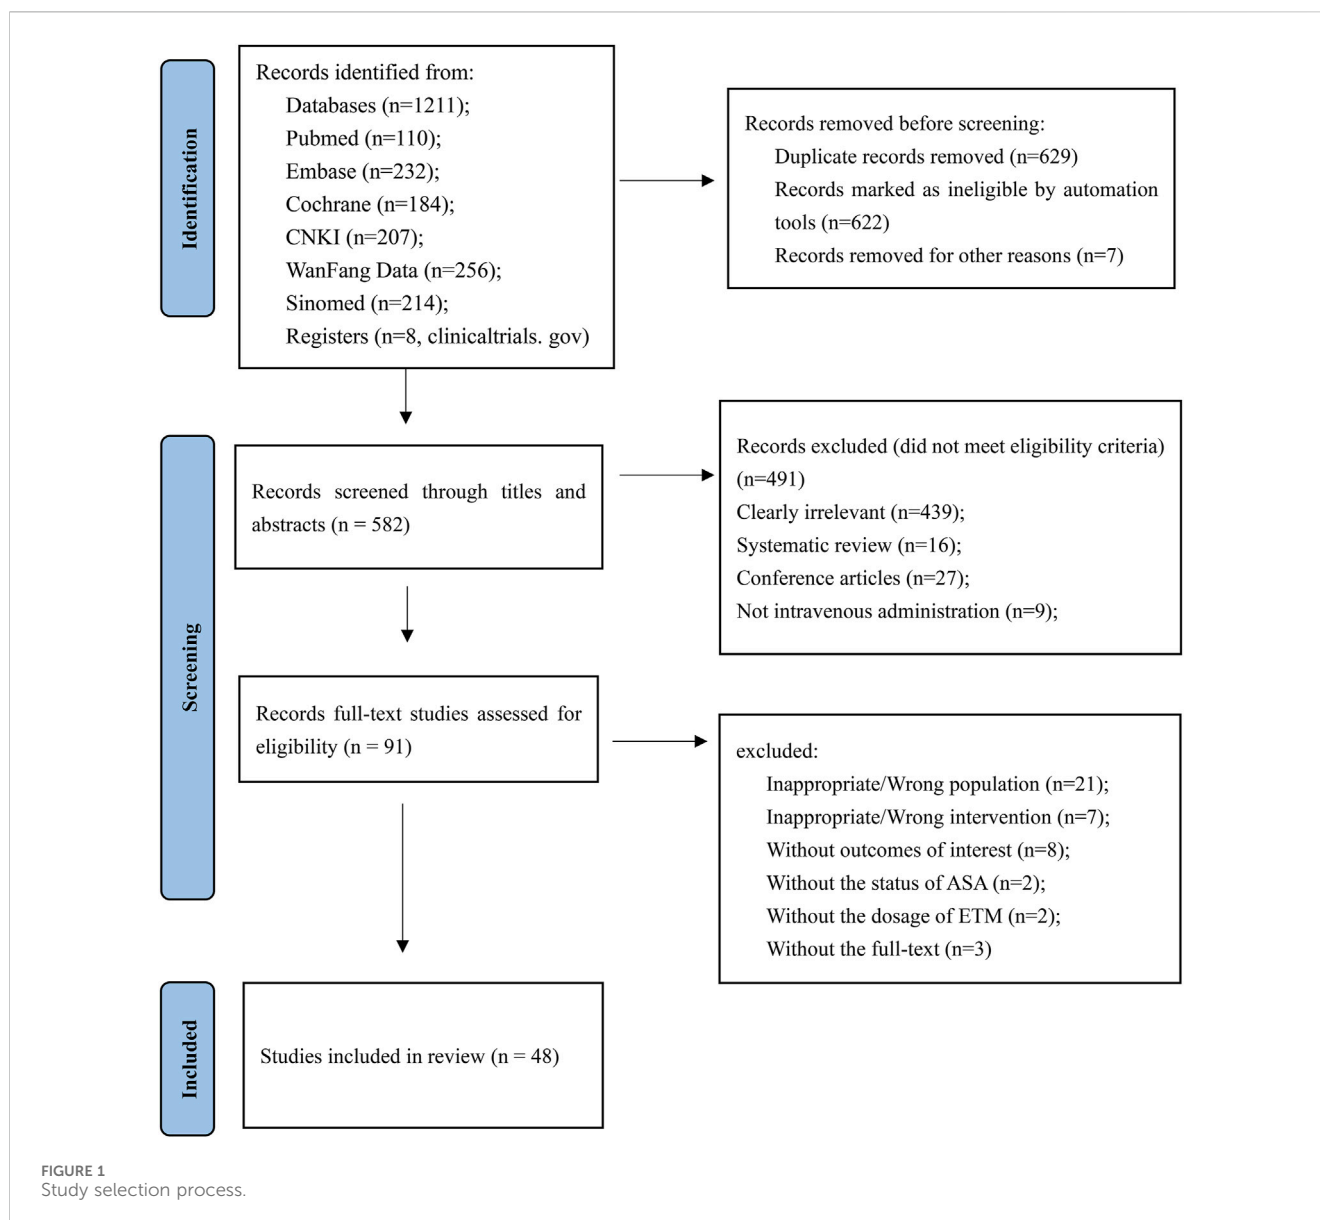 Identification
Records identified from:
Databases (n=1211);
Pubmed (n=110);
Embase (n=232);
Cochrane (n=184);
CNKI (n=207);
WanFang Data (n=256);
Sinomed (n=214);
Registers (n=8, clinicaltrials. gov)
Records removed before screening:
Duplicate records removed (n=629)
Records marked as ineligible by automation
tools (n=622)
Records removed for other reasons (n=7)
Screening
Records screened through titles and
abstracts (n = 582)
Records excluded (did not meet eligibility criteria)
(n=491)
Clearly irrelevant (n=439);
Systematic review (n=16);
Conference articles (n=27);
Not intravenous administration (n=9);
Records full-text studies assessed for
eligibility (n = 91)
excluded:
Inappropriate/Wrong population (n=21);
Inappropriate/Wrong intervention (n=7);
Without outcomes of interest (n=8);
Without the status of ASA (n=2);
Without the dosage of ETM (n=2);
Without the full-text (n=3)
Included
Studies included in review (n = 48)
FIGURE 1
Study selection process.